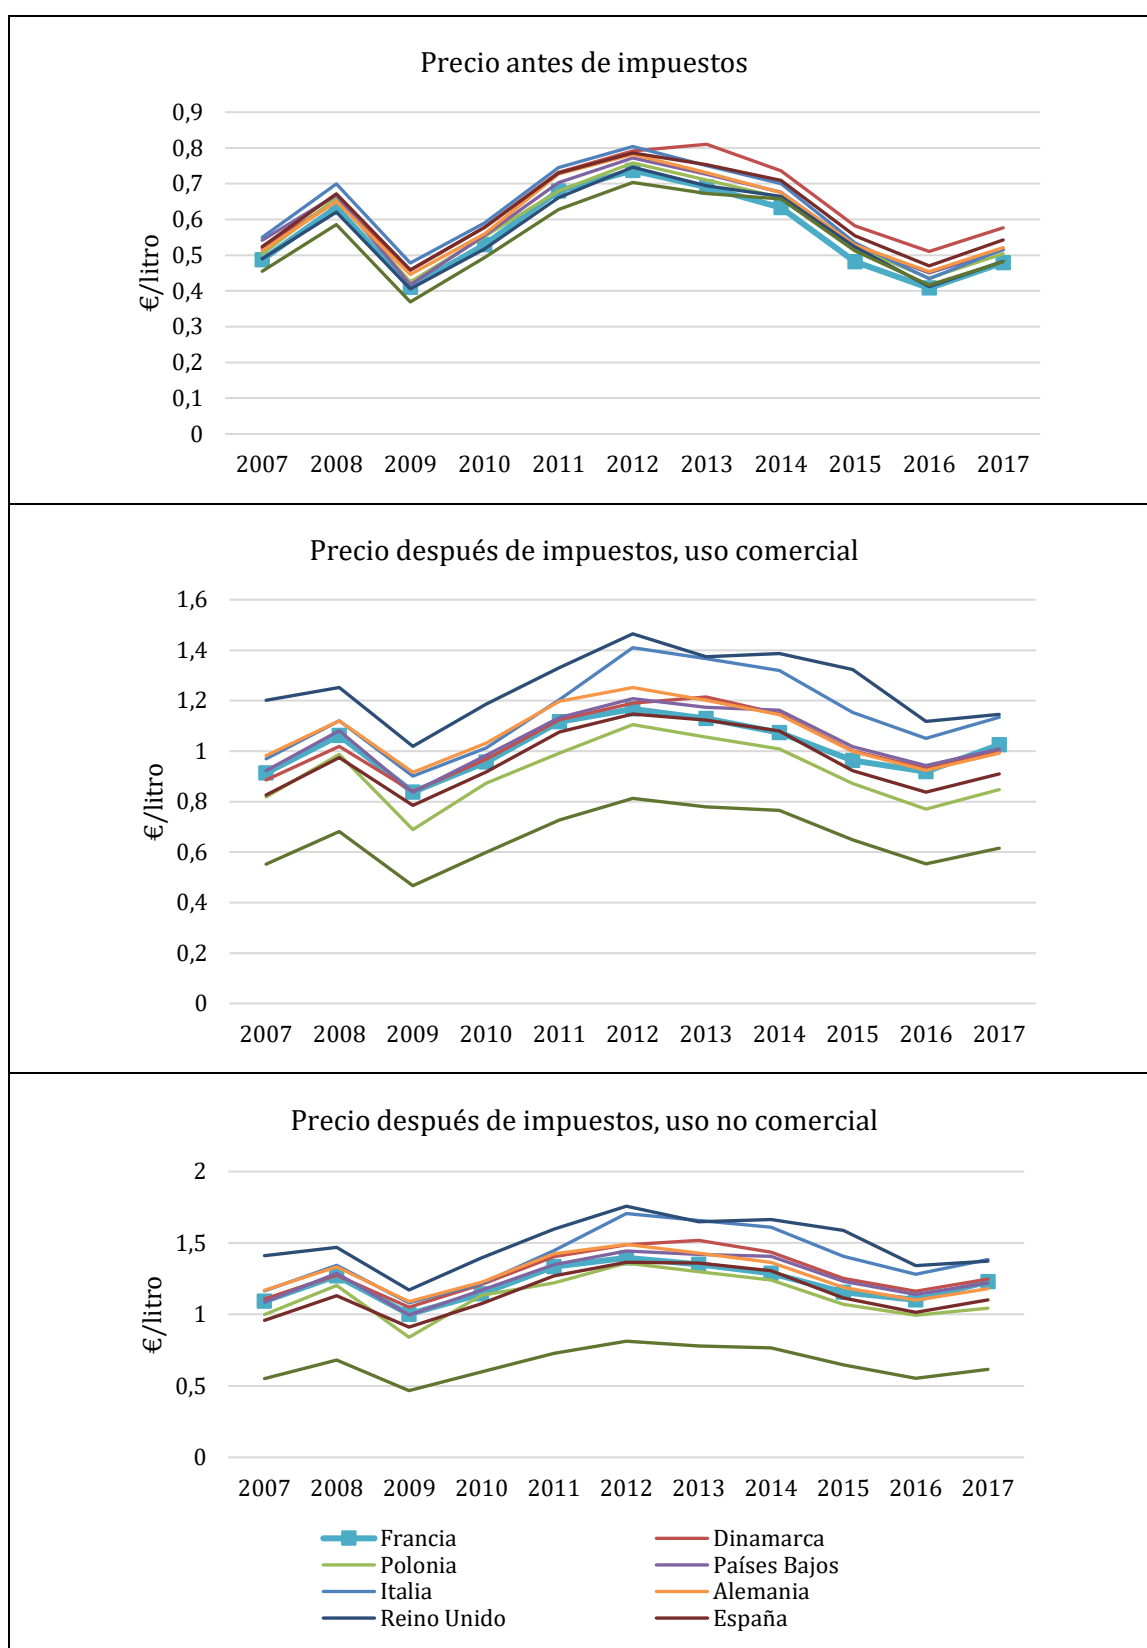 Precio antes de impuestos
€/litro
0,9
0,8
0,7
0,6
0,5
0,4
0,3
0,2
0,1
0
2007 2008 2009 2010 2011 2012 2013 2014 2015 2016 2017
Precio después de impuestos, uso comercial
€/litro
1,6
1,4
1,2
1
0,8
0,6
0,4
0,2
0
2007 2008 2009 2010 2011 2012 2013 2014 2015 2016 2017
Precio después de impuestos, uso no comercial
€/litro
2
1,5
1
0,5
0
2007 2008 2009 2010 2011 2012 2013 2014 2015 2016 2017
Francia Dinamarca
Polonia Países Bajos
Italia Alemania
Reino Unido España